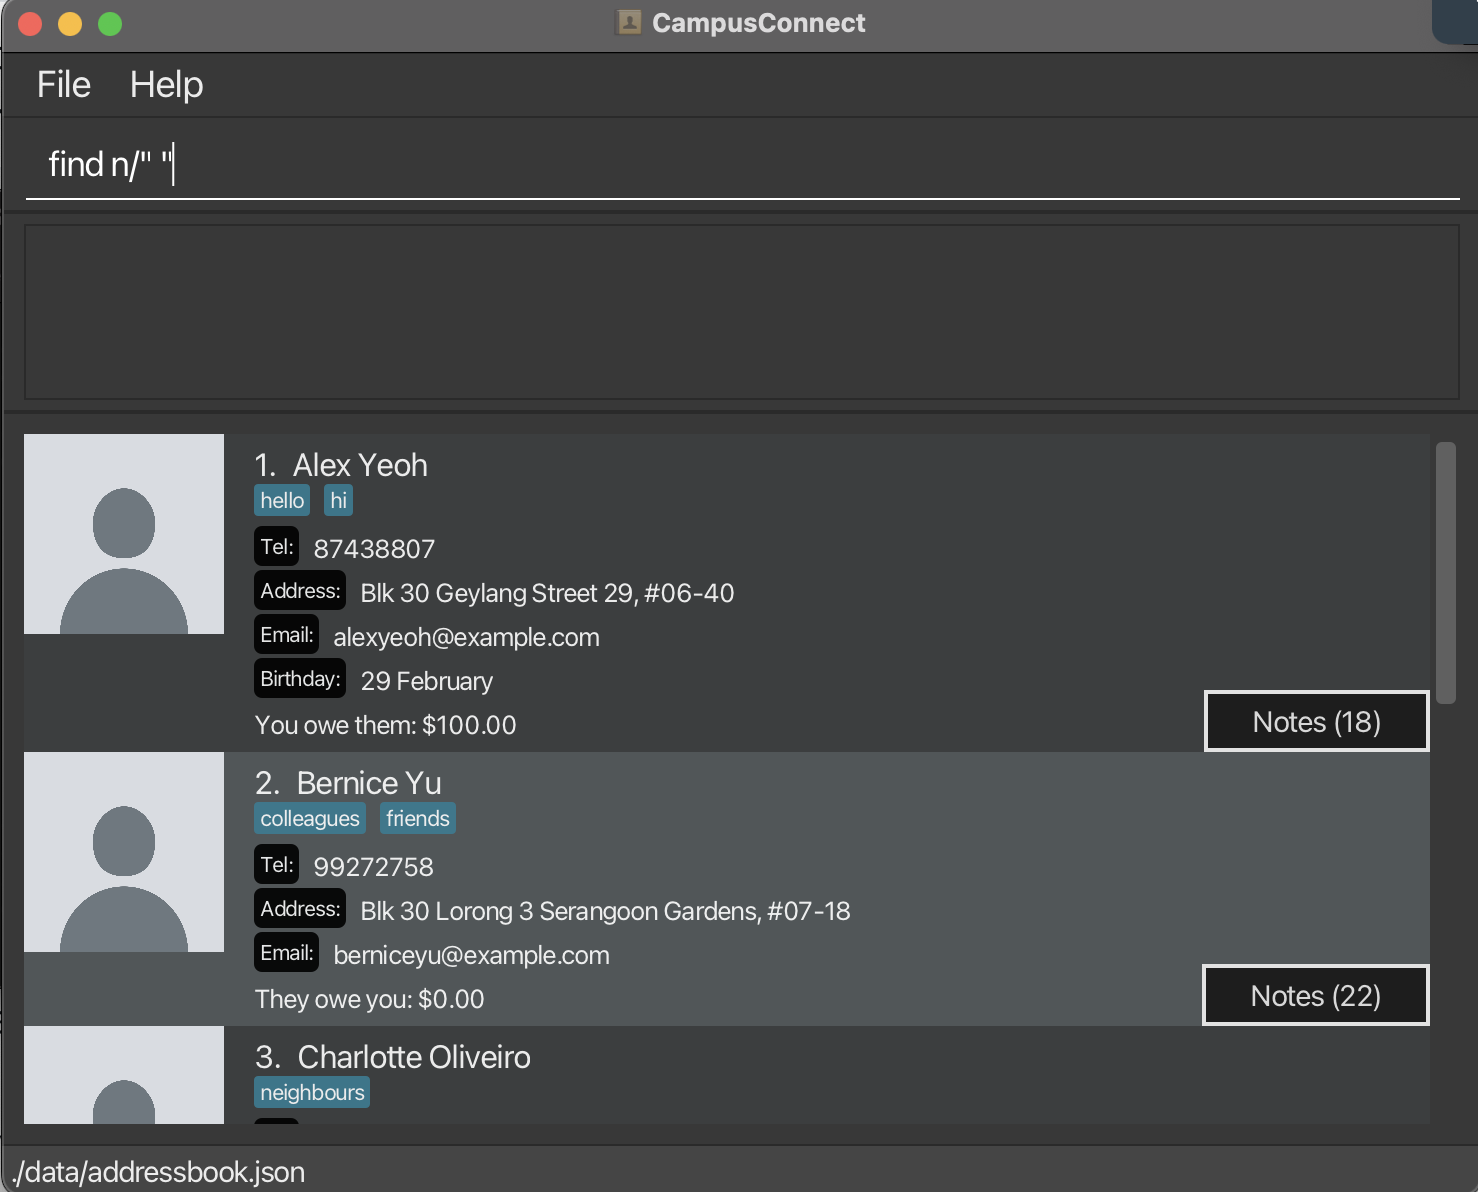 CampusConnect
File Help
find n/" "
1. Alex Yeoh
hello hi
Tel: 87438807
Address: Blk 30 Geylang Street 29, #06-40
Email: alexyeoh@example.com
Birthday: 29 February
You owe them: $100.00
Notes (18)
2. Bernice Yu
colleagues friends
Tel: 99272758
Address: Blk 30 Lorong 3 Serangoon Gardens, #07-18
Email: berniceyu@example.com
They owe you: $0.00
Notes (22)
3. Charlotte Oliveiro
neighbours
./data/addressbook.json